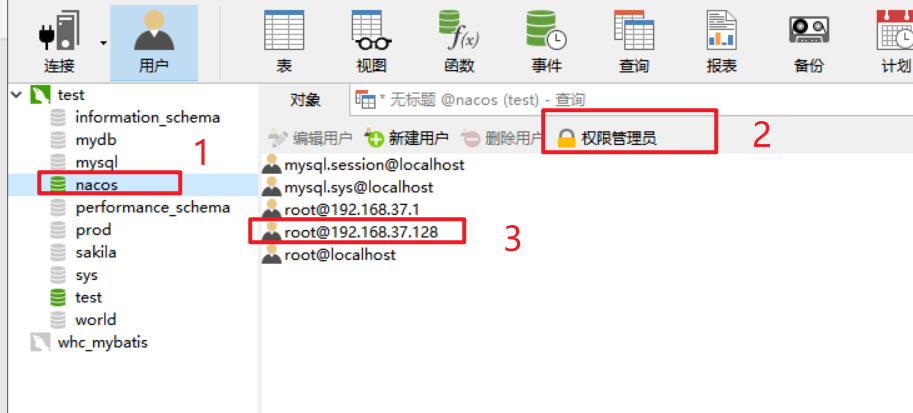 连接 用户 表 视图 函数 事件 查询 报表 备份 计划
test
information_schema
mydb
mysql
nacos
performance_schema
prod
sakila
sys
test
world
whc_mybatis
1
对象 * 无标题 @nacos (test) - 查询
编辑用户 新建用户 删除用户 权限管理员
2
mysql.session@localhost
mysql.sys@localhost
root@192.168.37.1
root@192.168.37.128
root@localhost
3